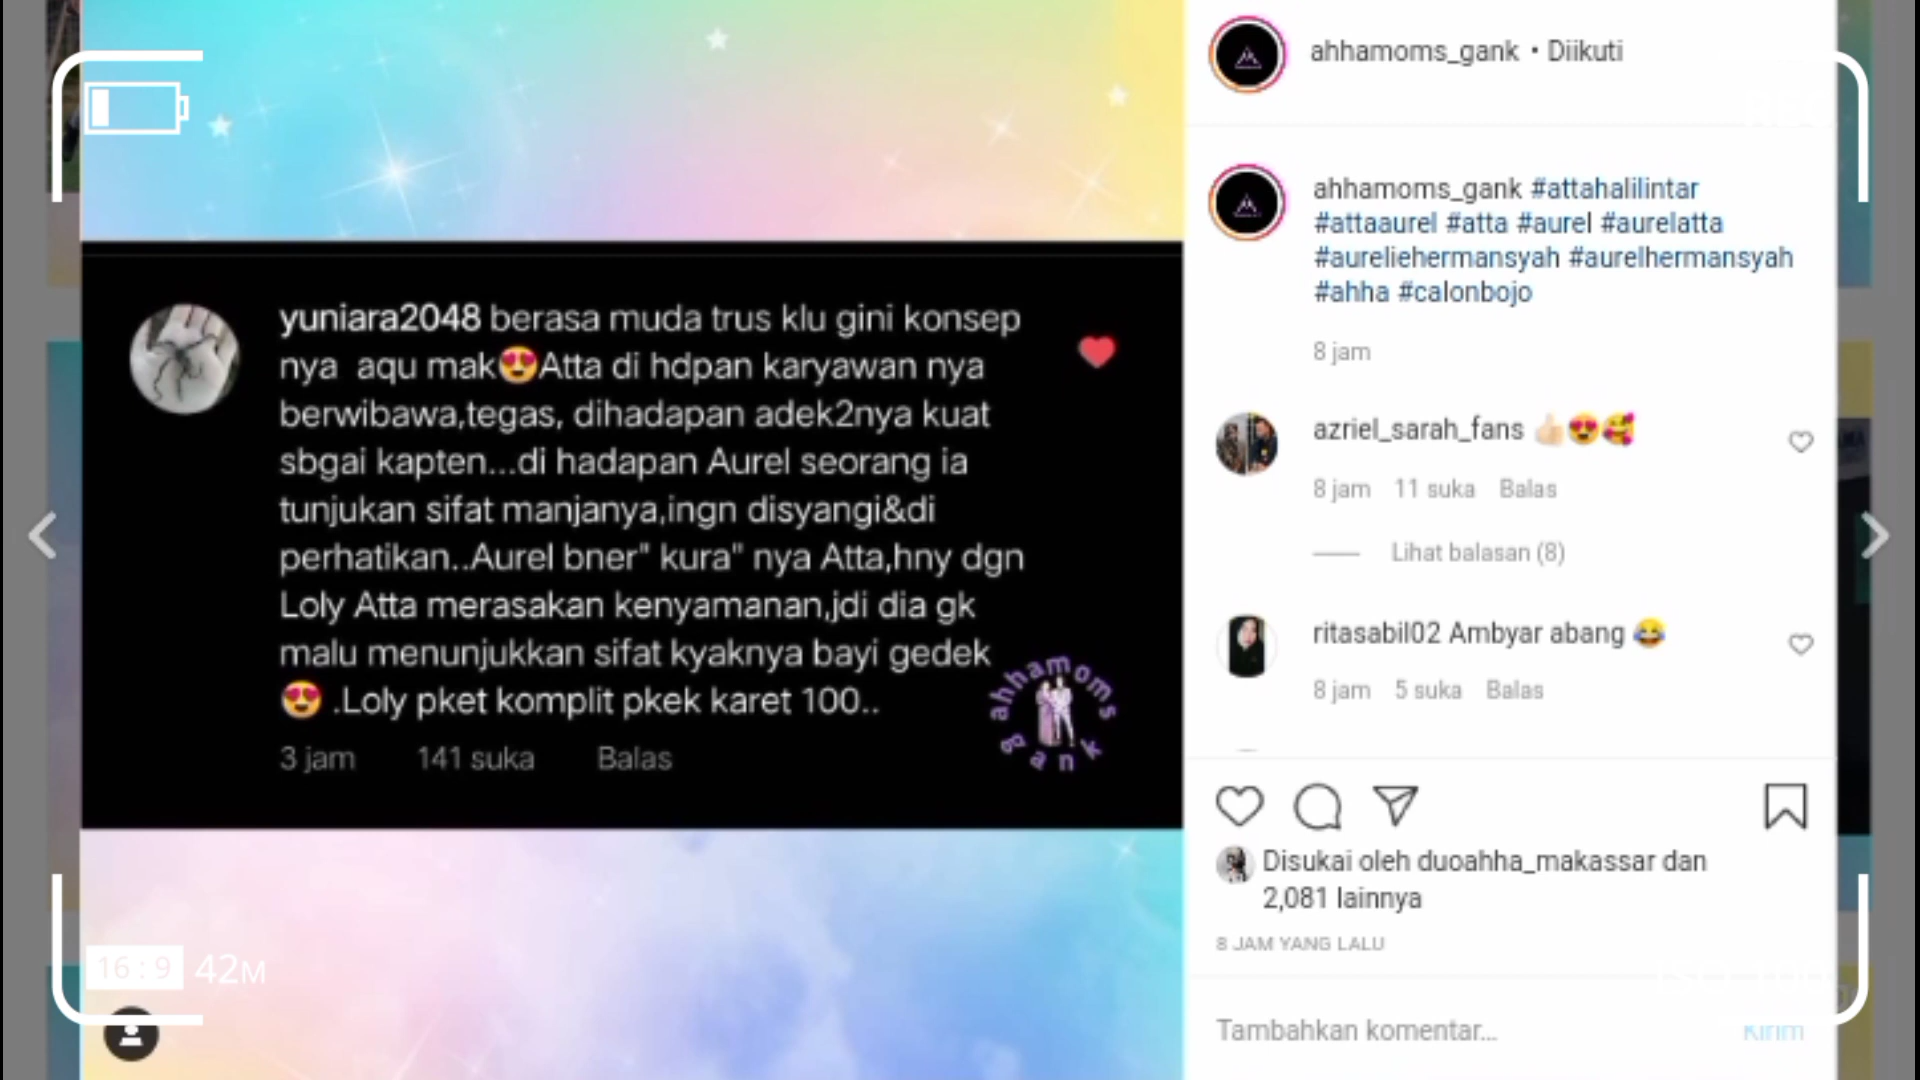 yuniara2048 berasa muda trus klu gini konsep
nya aqu mak😍Atta di hdpan karyawan nya
berwibawa,tegas, dihadapan adek2nya kuat
sbgai kapten...di hadapan Aurel seorang ia
tunjukan sifat manjanya,ingn disyangi&di
perhatikan..Aurel bner" kura" nya Atta,hny dgn
Loly Atta merasakan kenyamanan,jdi dia gk
malu menunjukkan sifat kyaknya bayi gedek
😍 .Loly pket komplit pkek karet 100..
3 jam 141 suka Balas
ahhamoms
gank
16:9 42M
ahhamoms_gank • Diikuti
ahhamoms_gank #attahalilintar
#attaaurel #atta #aurel #aurelatta
#aureliehermansyah #aurelhermansyah
#ahha #calonbojo
8 jam
azriel_sarah_fans 👍🏻😍🥰
8 jam 11 suka Balas
Lihat balasan (8)
ritasabil02 Ambyar abang 😂
8 jam 5 suka Balas
Disukai oleh duoahha_makassar dan
2,081 lainnya
8 JAM YANG LALU
Tambahkan komentar...
Kirim